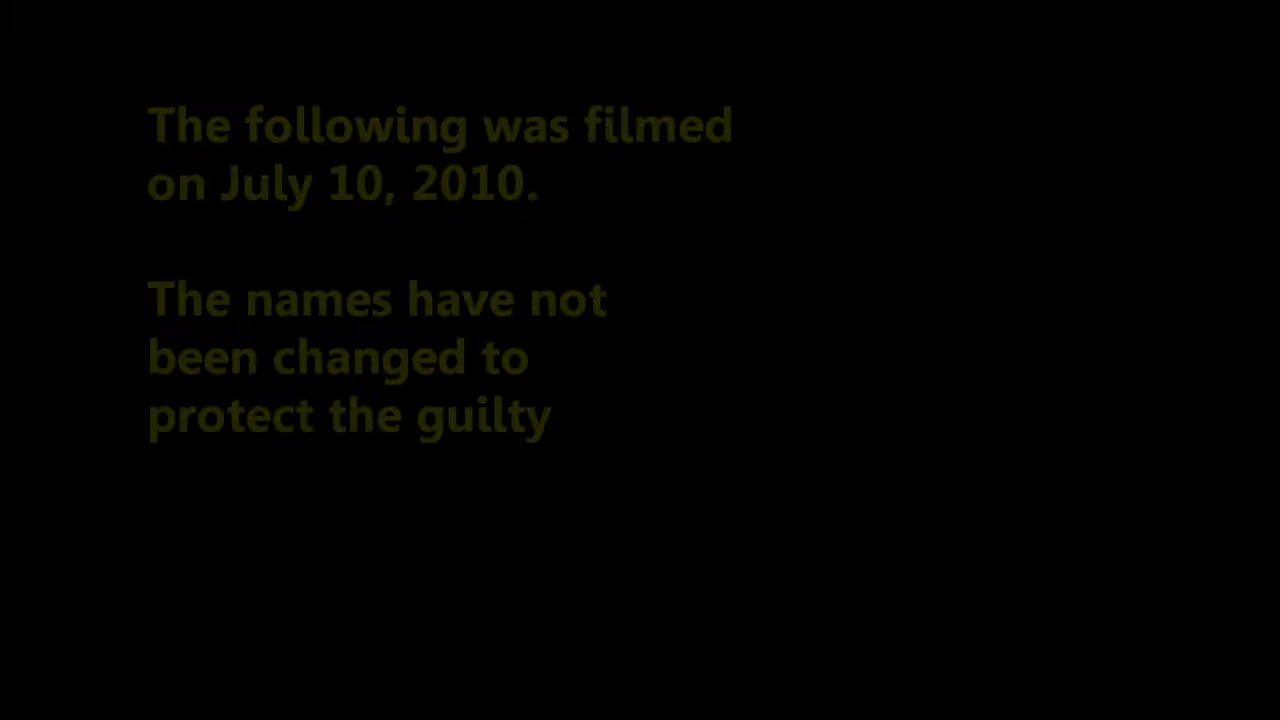 The following was filmed
on July 10, 2010.
The names have not
been changed to
protect the guilty